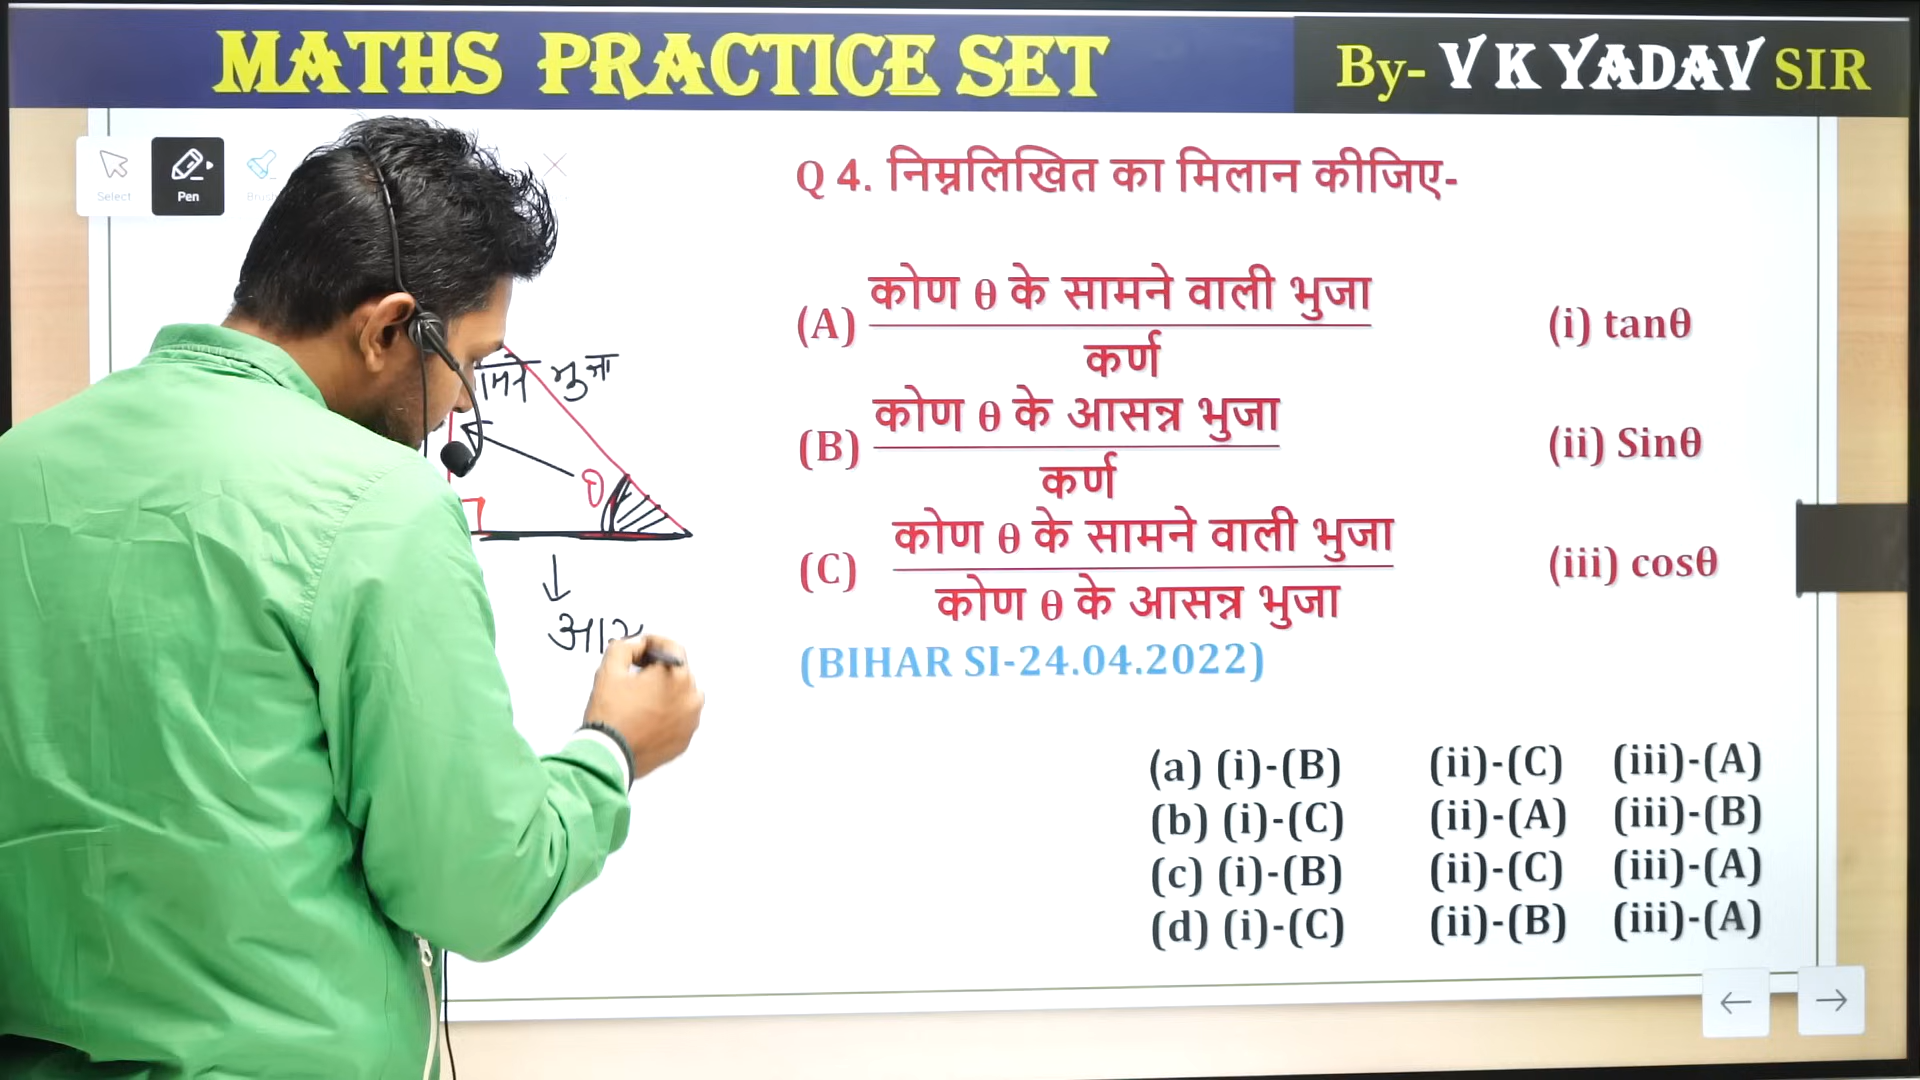 MATHS PRACTICE SET
By- V K YADAV SIR
Select
Pen
Q 4. निम्नलिखित का मिलान कीजिए-
(A) कोण θ के सामने वाली भुजा
कर्ण
(i) tanθ
(B) कोण θ के आसन्न भुजा
कर्ण
(ii) Sinθ
(C) कोण θ के सामने वाली भुजा
कोण θ के आसन्न भुजा
(iii) cosθ
(BIHAR SI-24.04.2022)
(a) (i)-(B) (ii)-(C) (iii)-(A)
(b) (i)-(C) (ii)-(A) (iii)-(B)
(c) (i)-(B) (ii)-(C) (iii)-(A)
(d) (i)-(C) (ii)-(B) (iii)-(A)
भुजा
θ